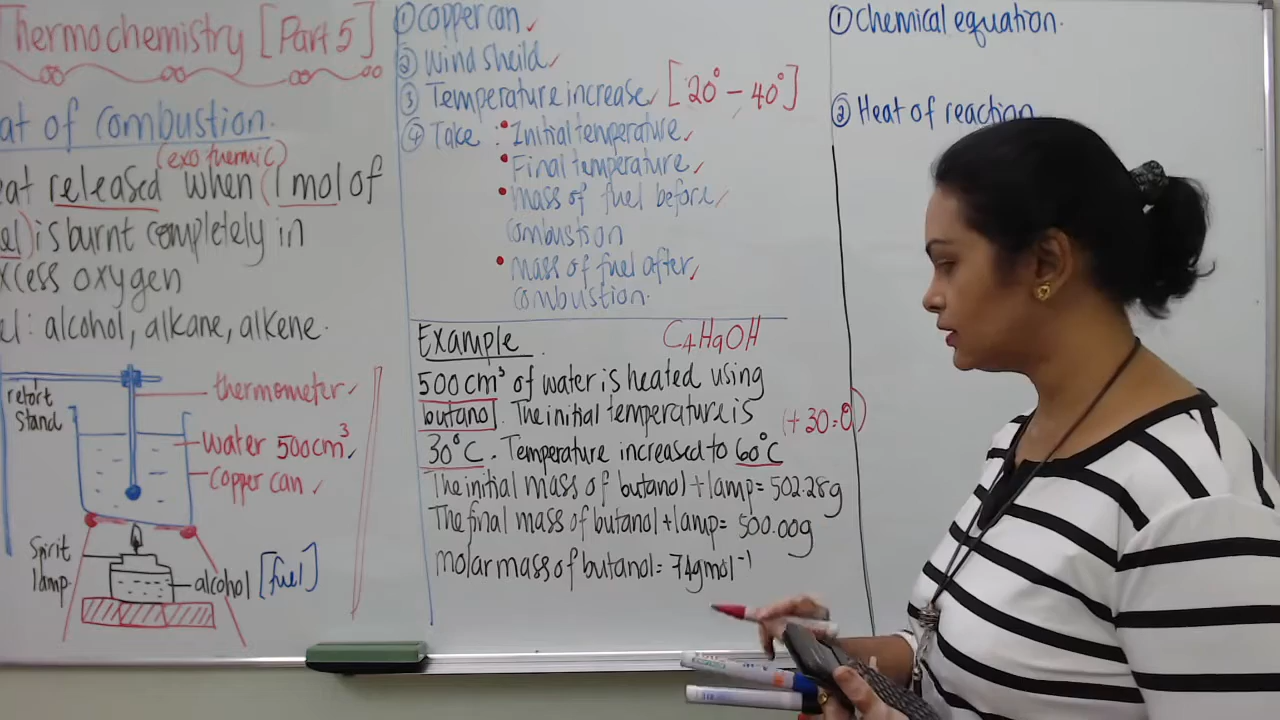 Thermochemistry [Part 5]
at of combustion.
(exothermic)
eat released when (1 mol of
el) is burnt completely in
xcess oxygen
el: alcohol, alkane, alkene.
retort
stand
thermometer
water 500cm³
copper can
Spirit
lamp
alcohol [fuel]
① Copper can
② Wind sheild
③ Temperature increase [20° - 40°]
④ Take : • Initial temperature
• Final temperature
• Mass of fuel before
combustion
• Mass of fuel after
combustion.
Example
C4H9OH
500cm³ of water is heated using
butanol. The initial temperature is
(+30.0)
30°C. Temperature increased to 60°C
The initial mass of butanol + lamp = 502.28g
The final mass of butanol + lamp = 500.00g
Molar mass of butanol = 74gmol⁻¹
① Chemical equation.
② Heat of reaction